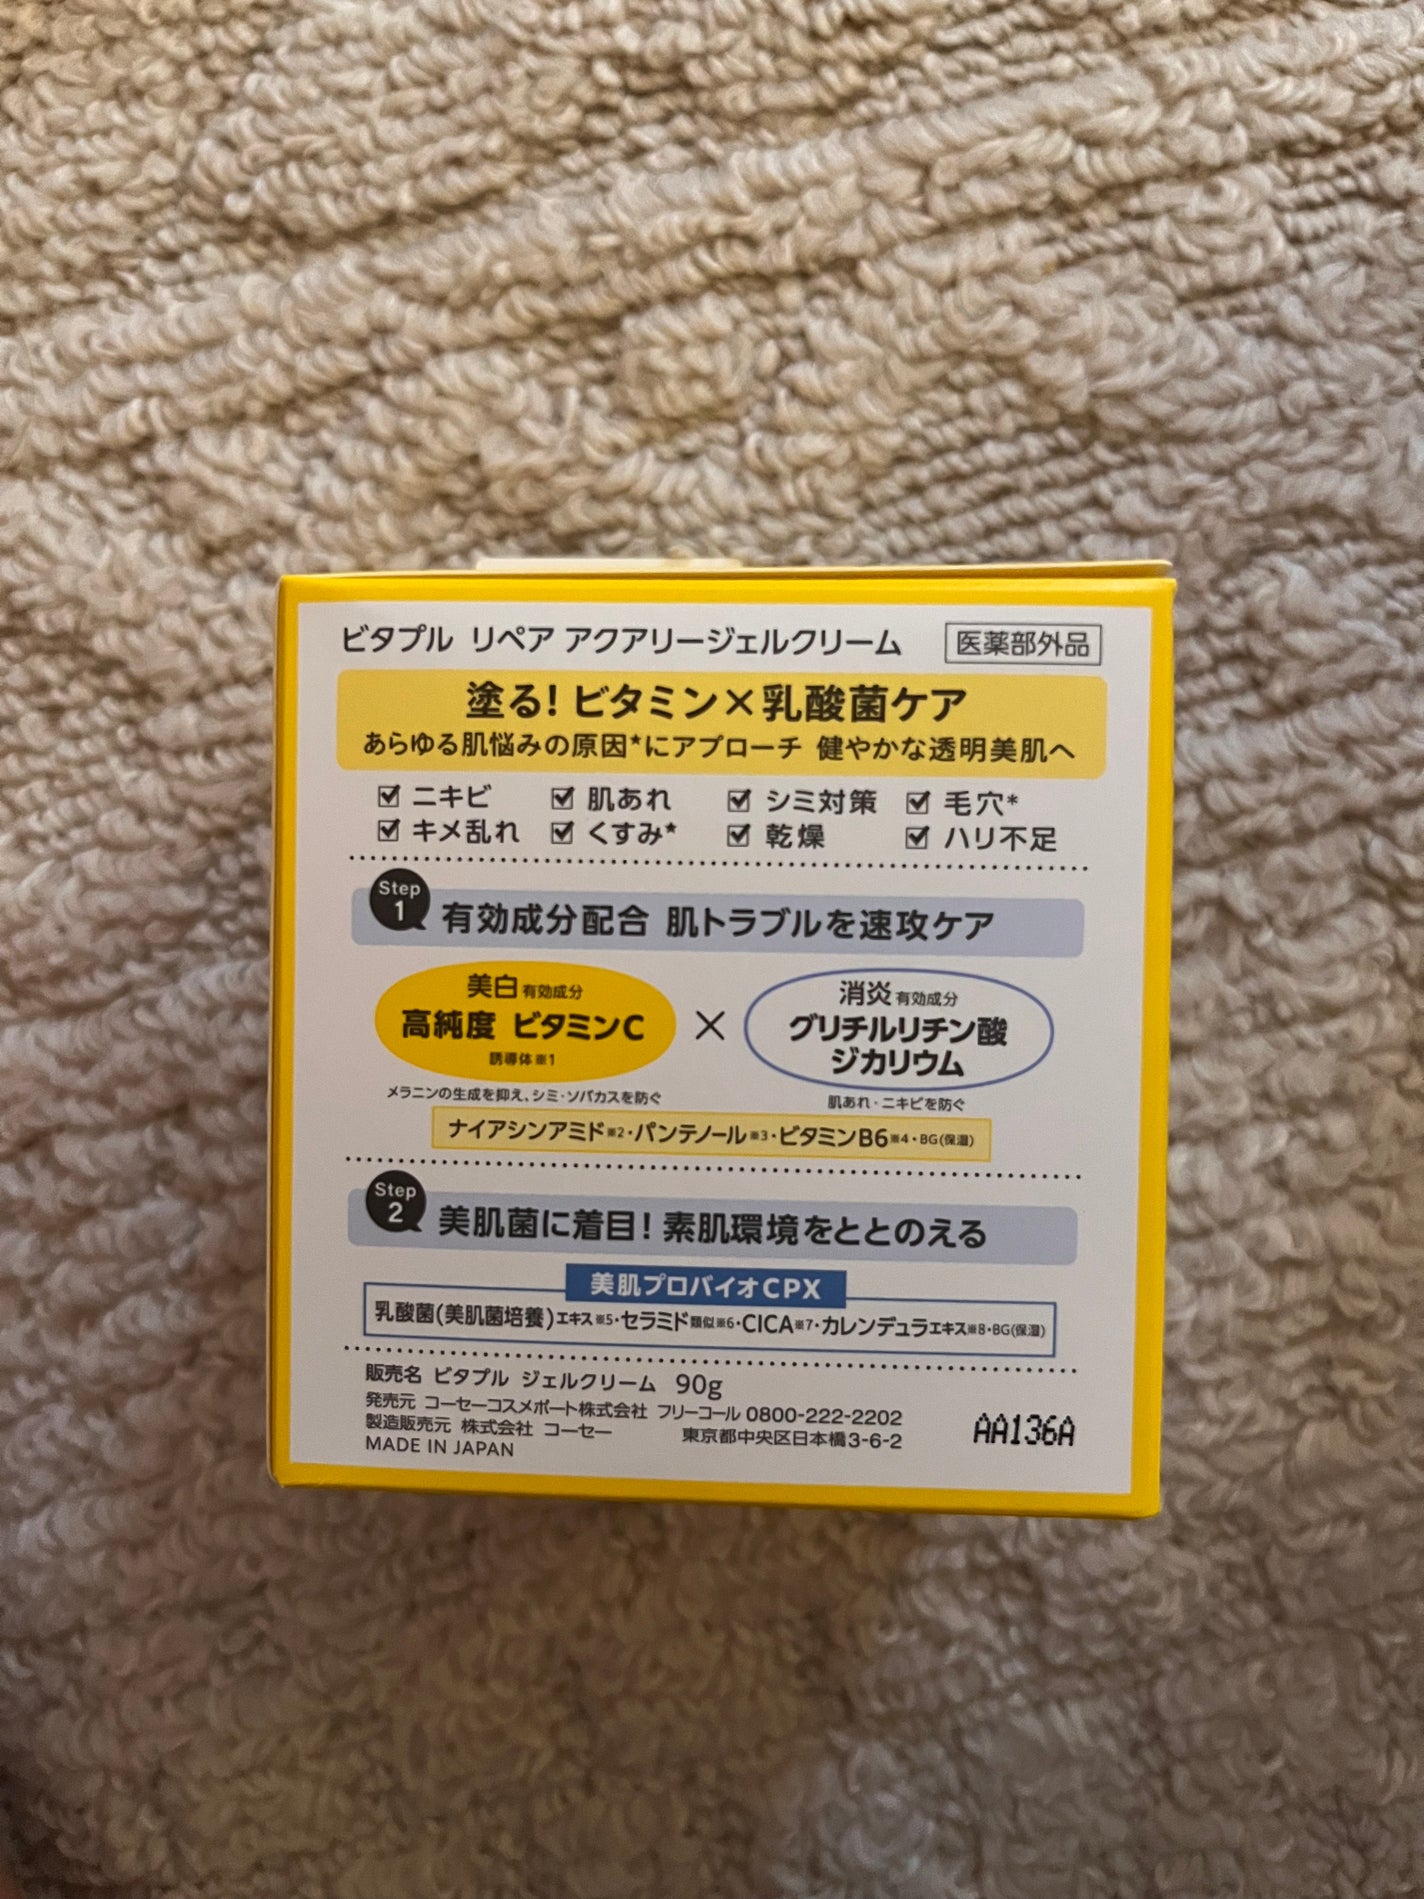 ビタプル リペア アクアリージェルクリーム 医薬部外品
塗る! ビタミン×乳酸菌ケア
あらゆる肌悩みの原因★にアプローチ 健やかな透明美肌へ
☑ ニキビ ☑ 肌あれ ☑ シミ対策 ☑ 毛穴*
☑ キメ乱れ ☑ くすみ★ ☑ 乾燥 ☑ ハリ不足
Step 1 有効成分配合 肌トラブルを速攻ケア
美白 有効成分
高純度 ビタミンC
誘導体※1
×
消炎 有効成分
グリチルリチン酸
ジカリウム
メラニンの生成を抑え、シミ・ソバカスを防ぐ
肌あれ・ニキビを防ぐ
ナイアシンアミド※2・パンテノール※3・ビタミンB6※4・BG(保湿)
Step 2 美肌菌に着目! 素肌環境をととのえる
美肌プロバイオCPX
乳酸菌(美肌菌培養)エキス※5・セラミド類似※6・CICA※7・カレンデュラエキス※8・BG(保湿)
販売名 ビタプル ジェルクリーム 90g
発売元 コーセーコスメポート株式会社 フリーコール 0800-222-2202
製造販売元 株式会社 コーセー 東京都中央区日本橋3-6-2
MADE IN JAPAN
AA136A